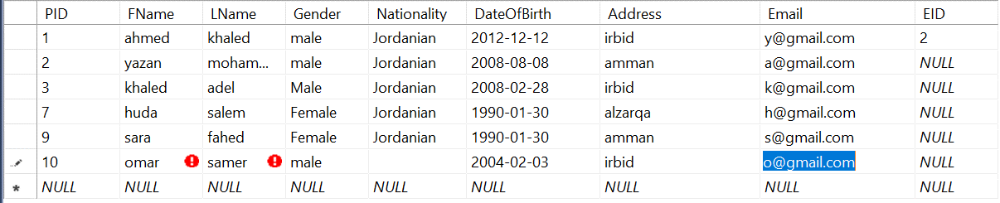 PID FName LName Gender Nationality DateOfBirth Address Email EID
1 ahmed khaled male Jordanian 2012-12-12 irbid y@gmail.com 2
2 yazan moham... male Jordanian 2008-08-08 amman a@gmail.com NULL
3 khaled adel Male Jordanian 2008-02-28 irbid k@gmail.com NULL
7 huda salem Female Jordanian 1990-01-30 alzarqa h@gmail.com NULL
9 sara fahed Female Jordanian 1990-01-30 amman s@gmail.com NULL
10 omar samer male 2004-02-03 irbid o@gmail.com NULL
NULL NULL NULL NULL NULL NULL NULL NULL NULL